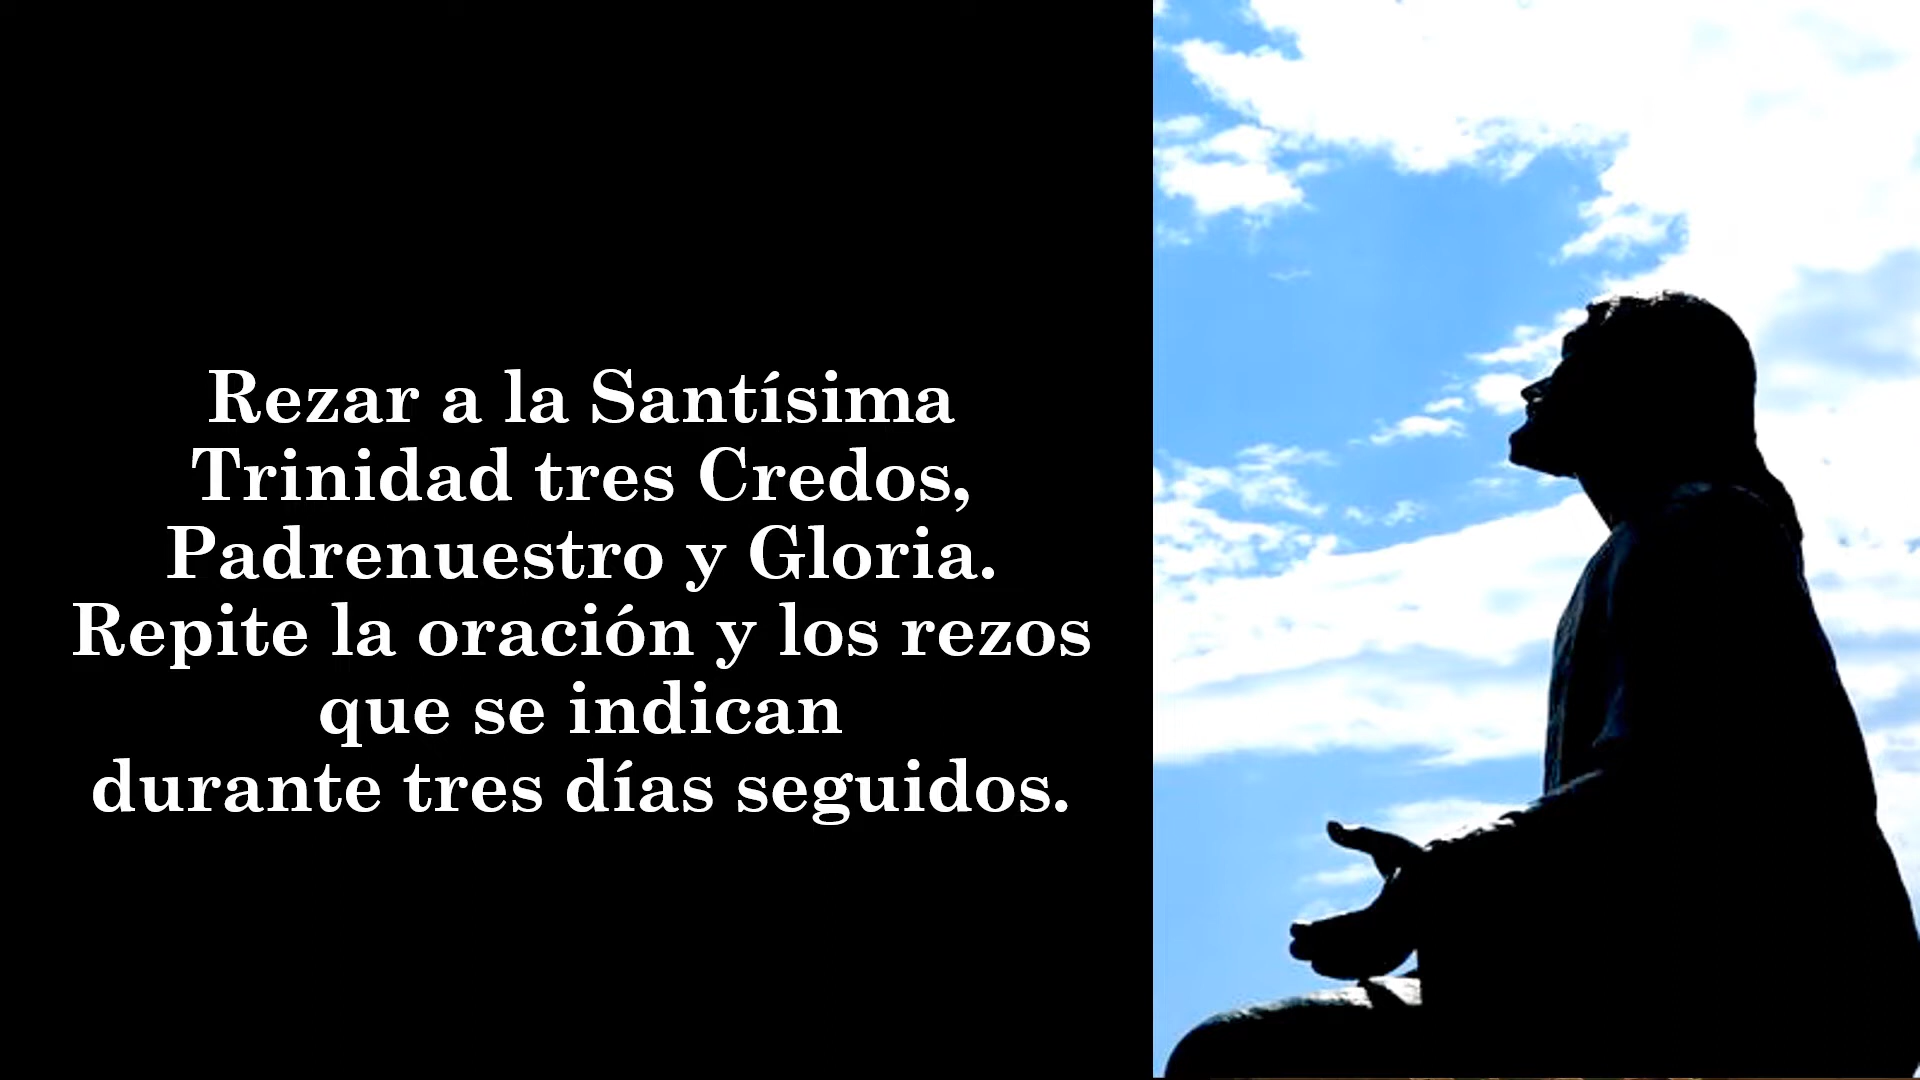 Rezar a la Santísima
Trinidad tres Credos,
Padrenuestro y Gloria.
Repite la oración y los rezos
que se indican
durante tres días seguidos.